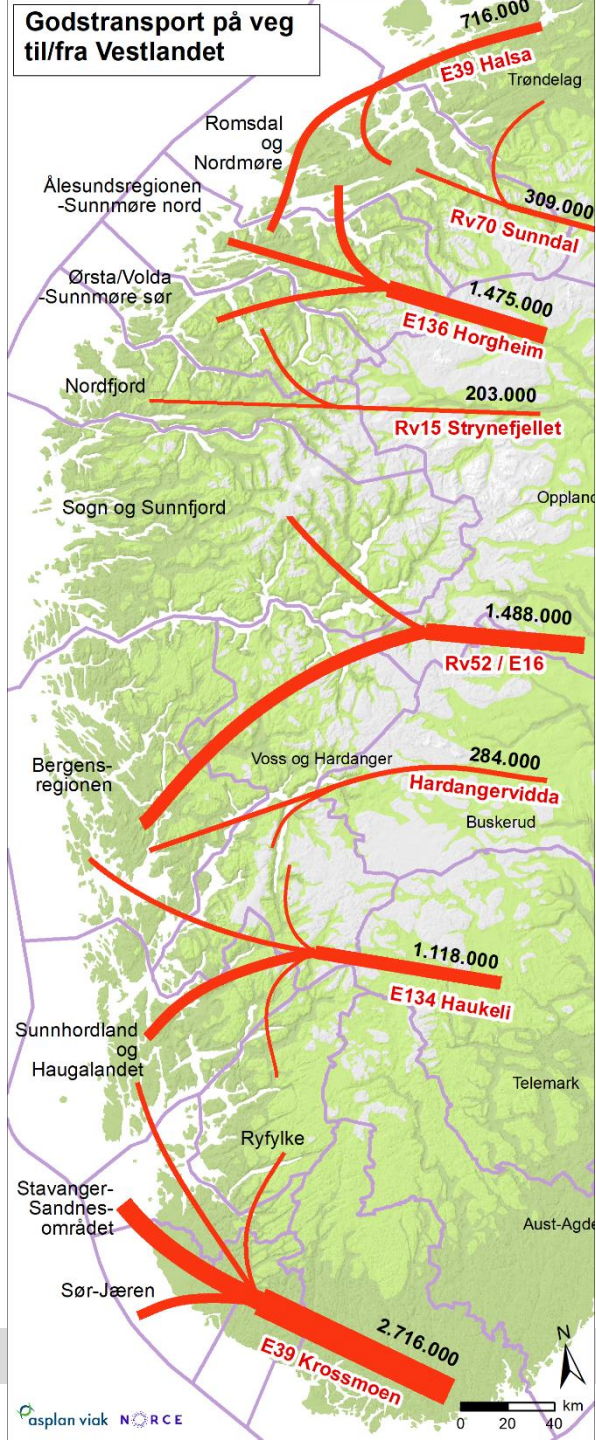 Godstransport på veg
til/fra Vestlandet
716.000
E39 Halsa
Trøndelag
Romsdal
og
Nordmøre
Ålesundsregionen
-Sunnmøre nord
309.000
Rv70 Sunndal
Ørsta/Volda
-Sunnmøre sør
1.475.000
E136 Horgheim
Nordfjord
203.000
Rv15 Strynefjellet
Sogn og Sunnfjord
Oppland
1.488.000
Rv52 / E16
Bergens-
regionen
Voss og Hardanger
284.000
Hardangervidda
Buskerud
1.118.000
E134 Haukeli
Sunnhordland
og
Haugalandet
Telemark
Ryfylke
Stavanger-
Sandnes-
området
Aust-Agde
Sør-Jæren
2.716.000
E39 Krossmoen
N
km
0 20 40
asplan viak NORCE